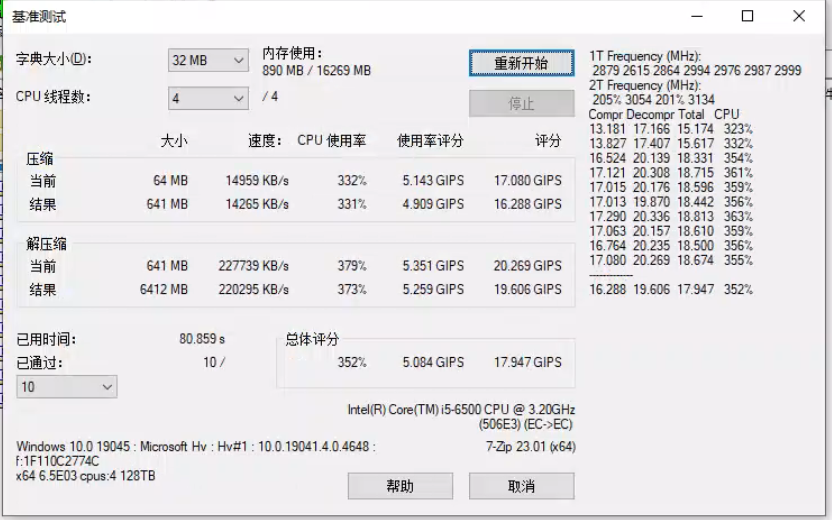 基准测试
字典大小(D): 32 MB 内存使用: 重新开始
890 MB / 16269 MB
CPU 线程数: 4 / 4 停止
大小 速度: CPU 使用率 使用率评分 评分
压缩
当前 64 MB 14959 KB/s 332% 5.143 GIPS 17.080 GIPS
结果 641 MB 14265 KB/s 331% 4.909 GIPS 16.288 GIPS
解压缩
当前 641 MB 227739 KB/s 379% 5.351 GIPS 20.269 GIPS
结果 6412 MB 220295 KB/s 373% 5.259 GIPS 19.606 GIPS
已用时间: 80.859 s 总体评分
已通过: 10 / 352% 5.084 GIPS 17.947 GIPS
10
Intel(R) Core(TM) i5-6500 CPU @ 3.20GHz
(506E3) (EC->EC)
Windows 10.0 19045 : Microsoft Hv : Hv#1 : 10.0.19041.4.0.4648 : 7-Zip 23.01 (x64)
f:1F110C2774C
x64 6.5E03 cpus:4 128TB
帮助 取消
1T Frequency (MHz):
2879 2615 2864 2994 2976 2987 2999
2T Frequency (MHz):
205% 3054 201% 3134
Compr Decompr Total CPU
13.181 17.166 15.174 323%
13.827 17.407 15.617 332%
16.524 20.139 18.331 354%
17.121 20.308 18.715 361%
17.015 20.176 18.596 359%
17.013 19.870 18.442 356%
17.290 20.336 18.813 363%
17.063 20.157 18.610 359%
16.764 20.235 18.500 356%
17.080 20.269 18.674 355%
-------------
16.288 19.606 17.947 352%